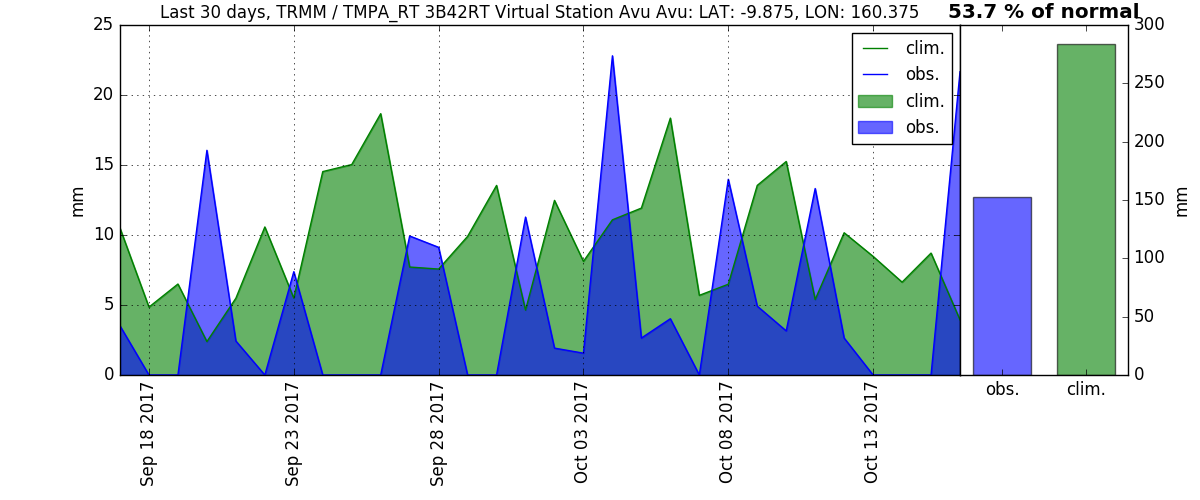 Last 30 days, TRMM / TMPA_RT 3B42RT Virtual Station Avu Avu: LAT: -9.875, LON: 160.375
53.7 % of normal
25
20
15
10
5
0
mm
clim.
obs.
clim.
obs.
Sep 18 2017
Sep 23 2017
Sep 28 2017
Oct 03 2017
Oct 08 2017
Oct 13 2017
300
250
200
150
100
50
0
mm
obs.
clim.